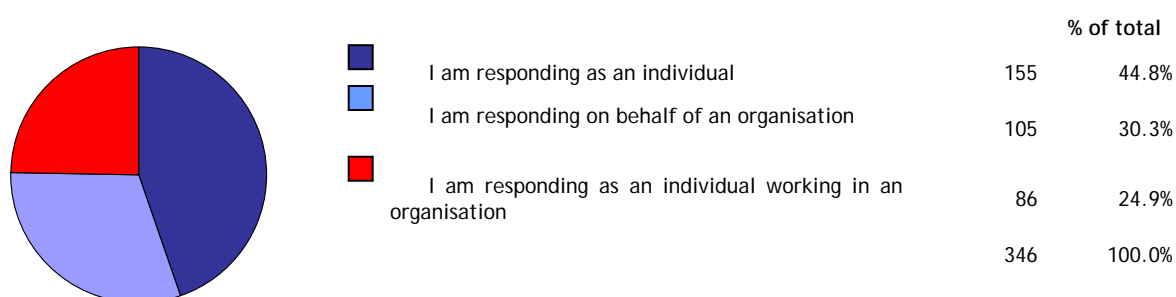 % of total
I am responding as an individual 155 44.8%
I am responding on behalf of an organisation 105 30.3%
I am responding as an individual working in an
organisation 86 24.9%
346 100.0%